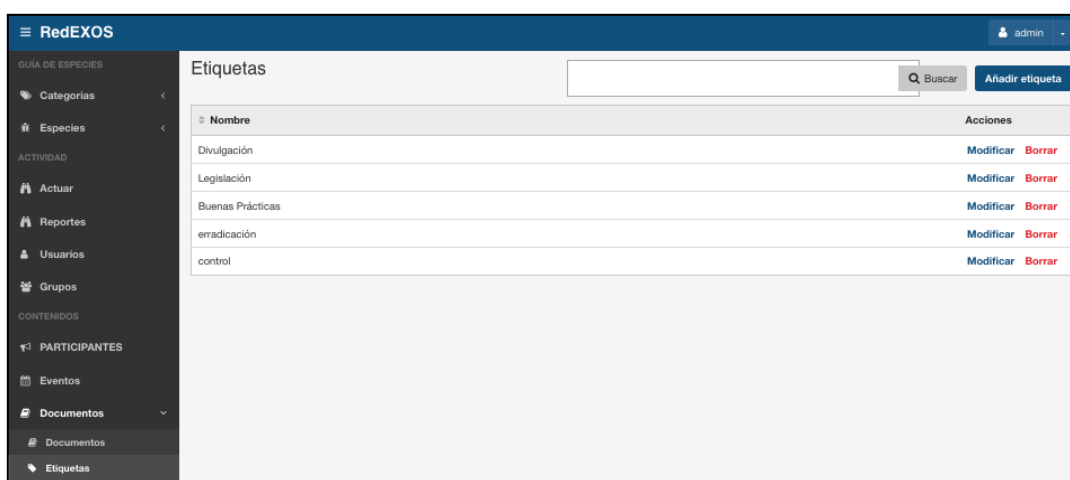 RedEXOS
admin
GUÍA DE ESPECIES
Categorias
Especies
ACTIVIDAD
Actuar
Reportes
Usuarios
Grupos
CONTENIDOS
PARTICIPANTES
Eventos
Documentos
Documentos
Etiquetas
Etiquetas
Buscar
Añadir etiqueta
Nombre Acciones
Divulgación Modificar Borrar
Legislación Modificar Borrar
Buenas Prácticas Modificar Borrar
erradicación Modificar Borrar
control Modificar Borrar